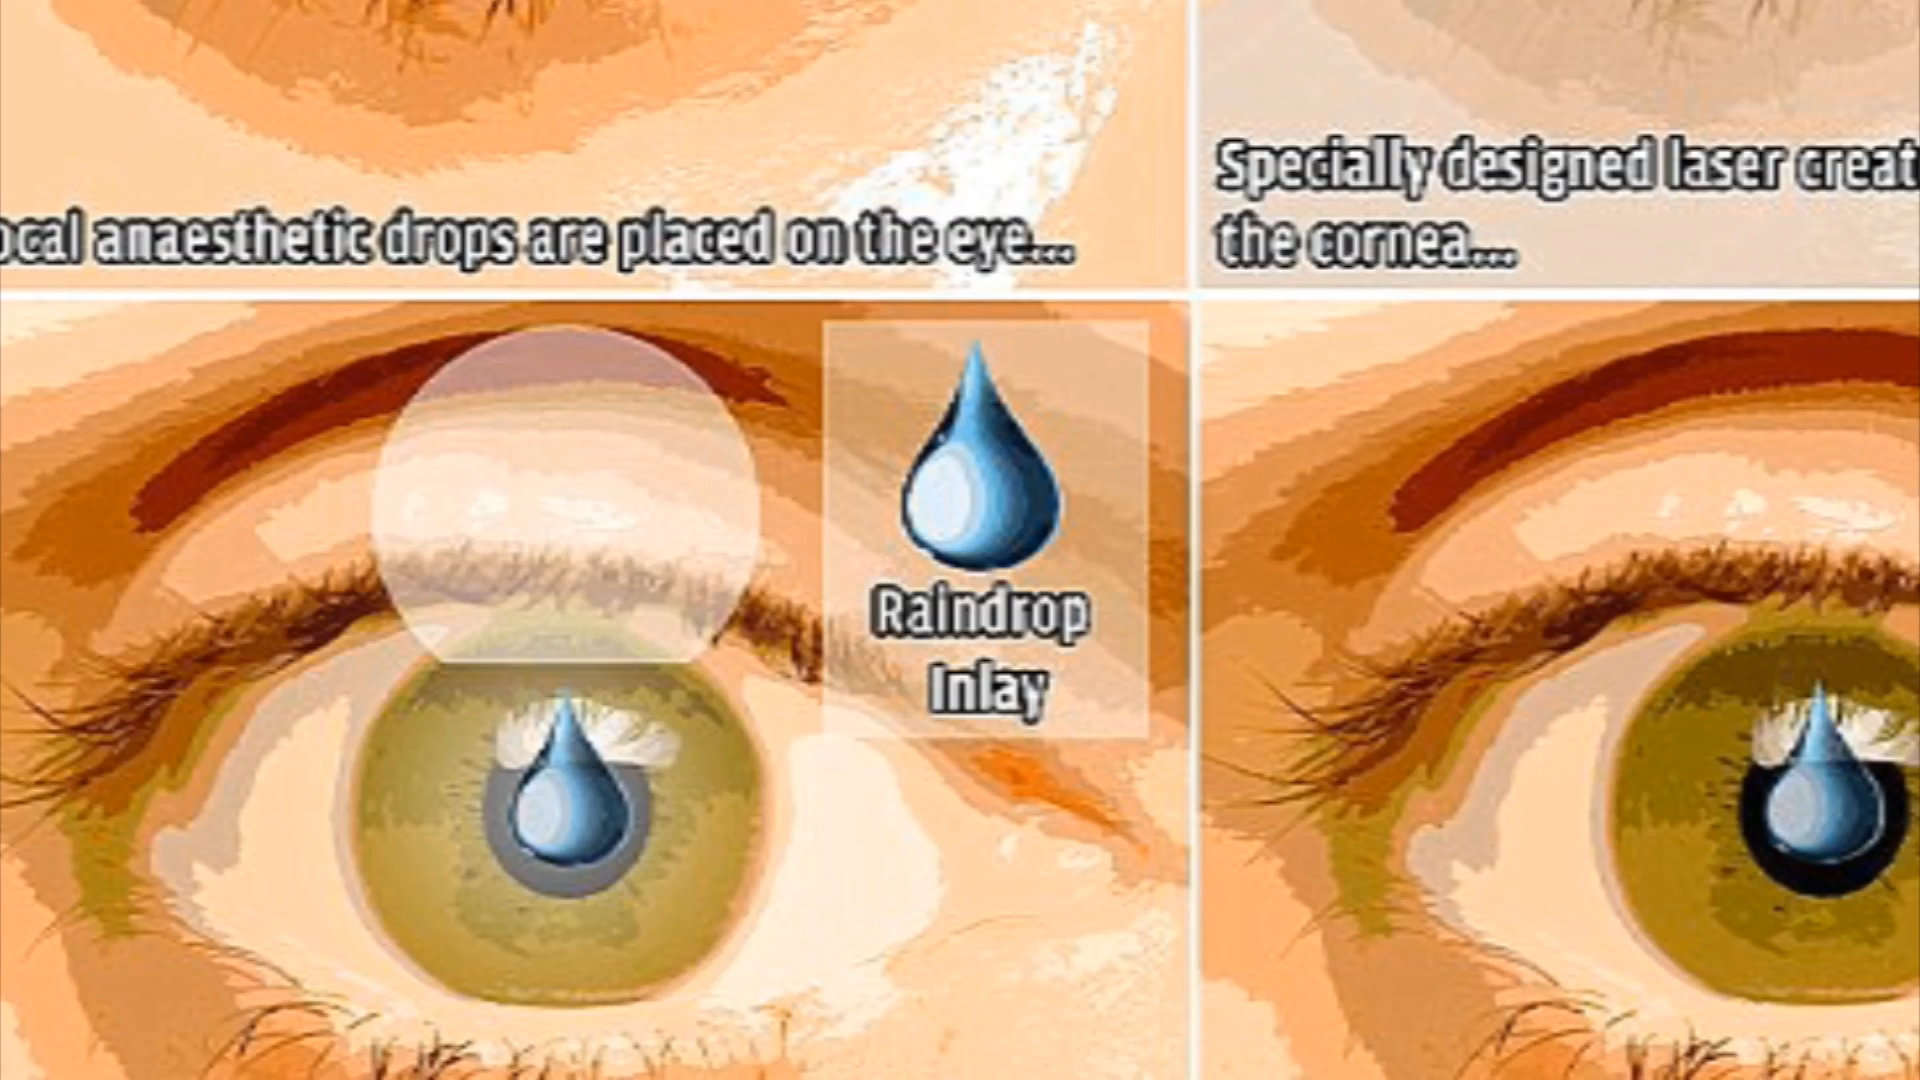 ocal anaesthetic drops are placed on the eye...
Specially designed laser creat
the cornea...
Raindrop
Inlay